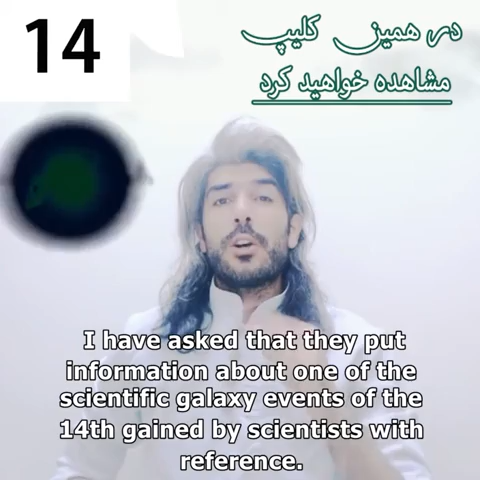 14
در همین کلیپ
مشاهده خواهید کرد
I have asked that they put
information about one of the
scientific galaxy events of the
14th gained by scientists with
reference.